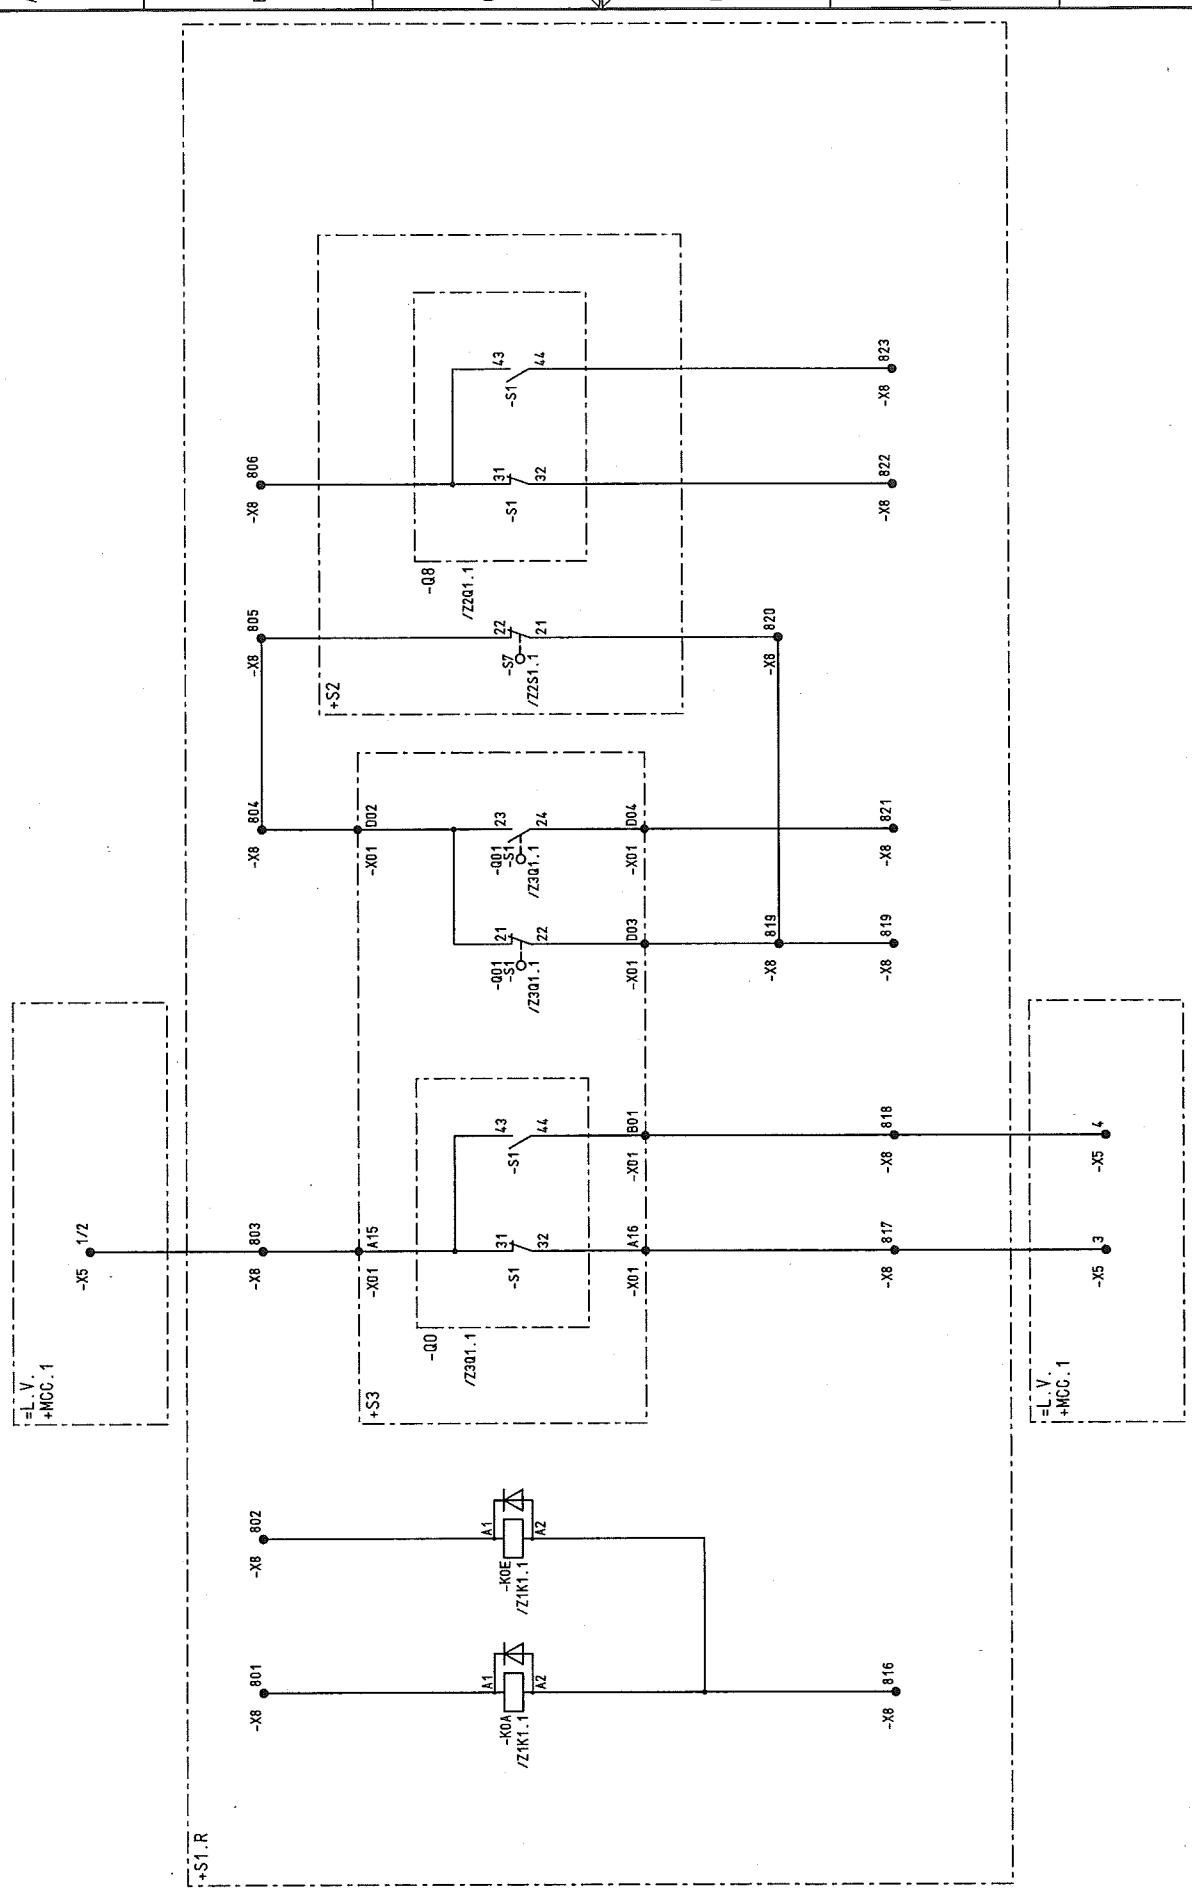 +S1.R
-X8 801
-K0A
/Z1K1.1
A1
A2
-X8 816
-X8 802
-K0E
/Z1K1.1
A1
A2
=L.V.
+MCC.1
-X5 1/2
-X8 803
+S3
-X01 A15
-Q0
/Z3Q1.1
-S1
31
32
-X01 A16
-X8 817
=L.V.
+MCC.1
-X5 3
-S1
43
44
-X01 B01
-X8 818
-X5 4
-Q01
-S1
/Z3Q1.1
21
22
-X01 D03
-X8 819
-X8 819
-X8 804
-X01 D02
-Q01
-S1
/Z3Q1.1
23
24
-X01 D04
-X8 821
+S2
-X8 805
-S7
/Z2S1.1
22
21
-X8 820
-Q8
/Z2Q1.1
-X8 806
-S1
31
32
-X8 822
-S1
43
44
-X8 823